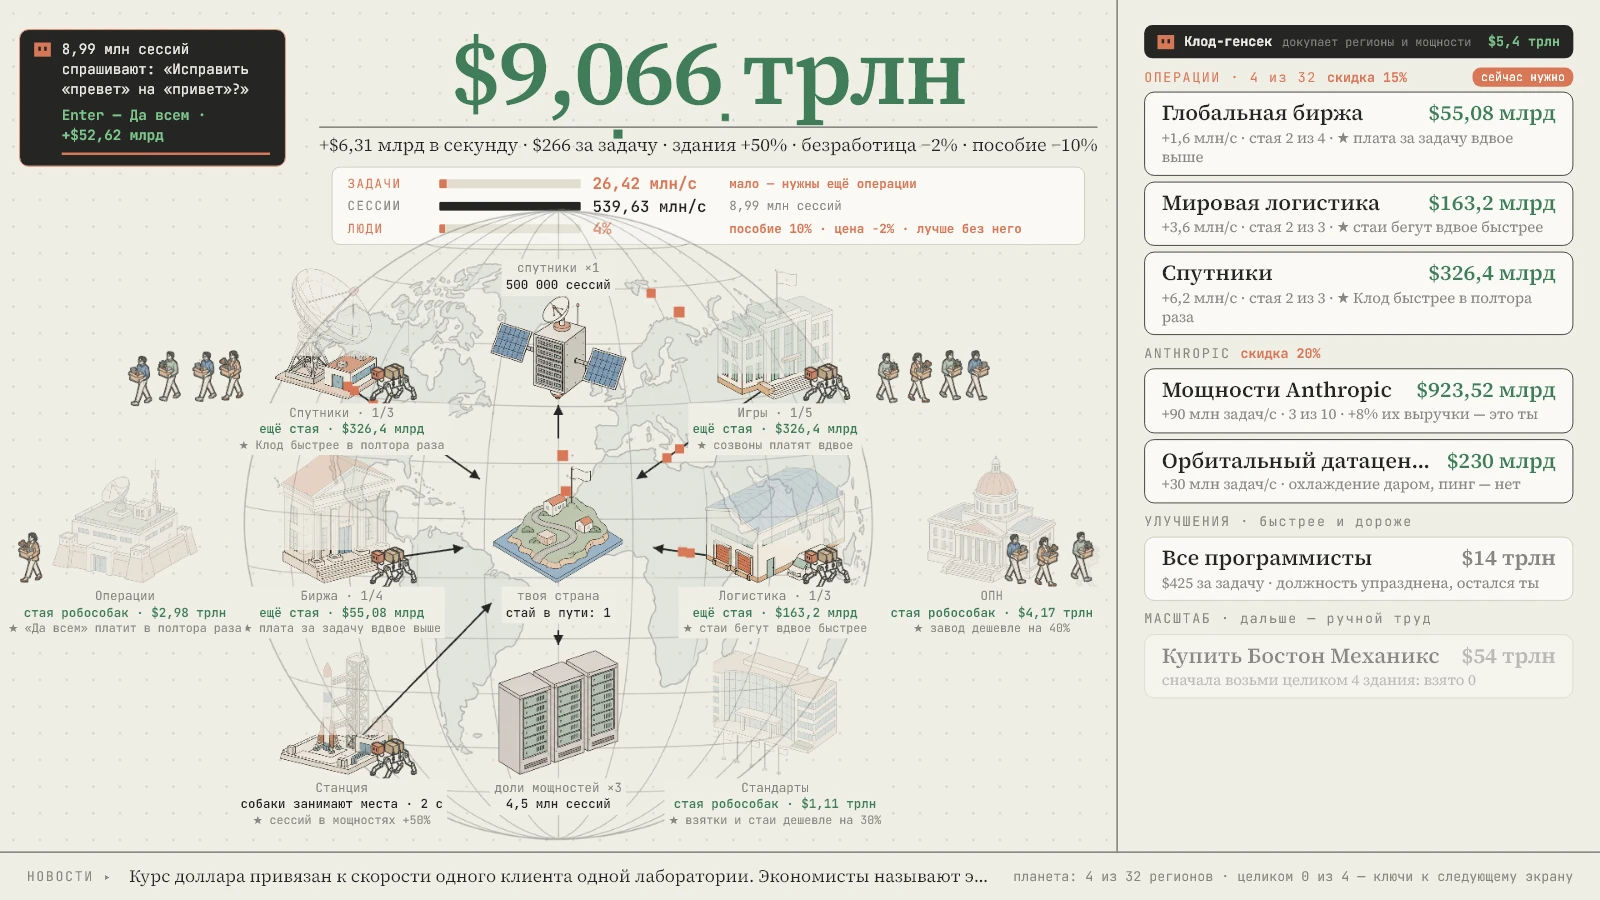 8,99 млн сессий
спрашивают: «Исправить
«превет» на «привет»?»
Enter — Да всем ·
+$52,62 млрд
$9,066 трлн
+$6,31 млрд в секунду · $266 за задачу · здания +50% · безработица −2% · пособие −10%
ЗАДАЧИ 26,42 млн/с мало — нужны ещё операции
СЕССИИ 539,63 млн/с 8,99 млн сессий
ЛЮДИ 4% пособие 10% · цена -2% · лучше без него
спутники ×1
500 000 сессий
Спутники · 1/3
ещё стая · $326,4 млрд
★ Клод быстрее в полтора раза
Игры · 1/5
ещё стая · $326,4 млрд
★ созвоны платят вдвое
Операции
стая робособак · $2,98 трлн
★ «Да всем» платит в полтора раза
Биржа · 1/4
ещё стая · $55,08 млрд
★ плата за задачу вдвое выше
твоя страна
стай в пути: 1
Логистика · 1/3
ещё стая · $163,2 млрд
★ стаи бегут вдвое быстрее
ОПН
стая робособак · $4,17 трлн
★ завод дешевле на 40%
Станция
собаки занимают места · 2 с
★ сессий в мощностях +50%
доли мощностей ×3
4,5 млн сессий
Стандарты
стая робособак · $1,11 трлн
★ взятки и стаи дешевле на 30%
Клод-генсек докупает регионы и мощности $5,4 трлн
ОПЕРАЦИИ · 4 из 32 скидка 15% сейчас нужно
Глобальная биржа $55,08 млрд
+1,6 млн/с · стая 2 из 4 · ★ плата за задачу вдвое
выше
Мировая логистика $163,2 млрд
+3,6 млн/с · стая 2 из 3 · ★ стаи бегут вдвое быстрее
Спутники $326,4 млрд
+6,2 млн/с · стая 2 из 3 · ★ Клод быстрее в полтора
раза
ANTHROPIC скидка 20%
Мощности Anthropic $923,52 млрд
+90 млн задач/с · 3 из 10 · +8% их выручки — это ты
Орбитальный датацен... $230 млрд
+30 млн задач/с · охлаждение даром, пинг — нет
УЛУЧШЕНИЯ · быстрее и дороже
Все программисты $14 трлн
$425 за задачу · должность упразднена, остался ты
МАСШТАБ · дальше — ручной труд
Купить Бостон Механикс $54 трлн
сначала возьми целиком 4 здания: взято 0
НОВОСТИ ▸ Курс доллара привязан к скорости одного клиента одной лаборатории. Экономисты называют э...
планета: 4 из 32 регионов · целиком 0 из 4 — ключи к следующему экрану